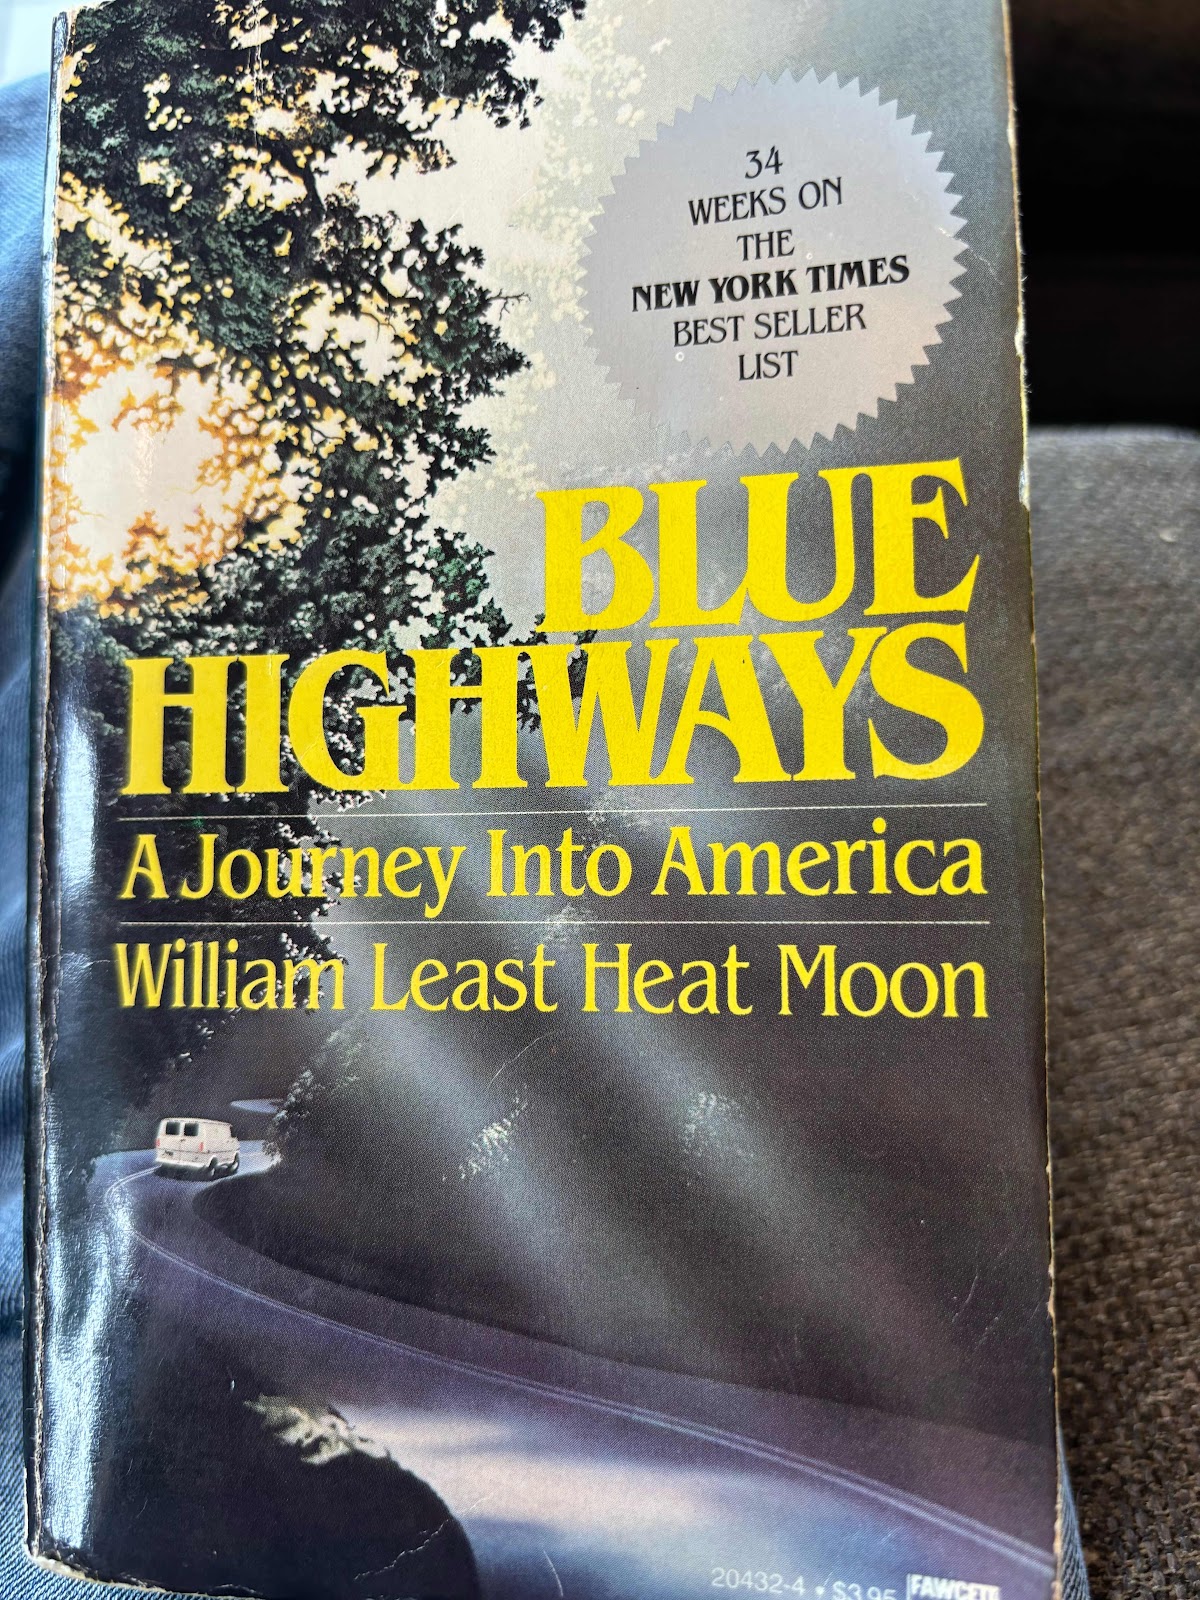 34
WEEKS ON
THE
NEW YORK TIMES
BEST SELLER
LIST
BLUE
HIGHWAYS
A Journey Into America
William Least Heat Moon
20432-4 • $3.95 FAWCETT